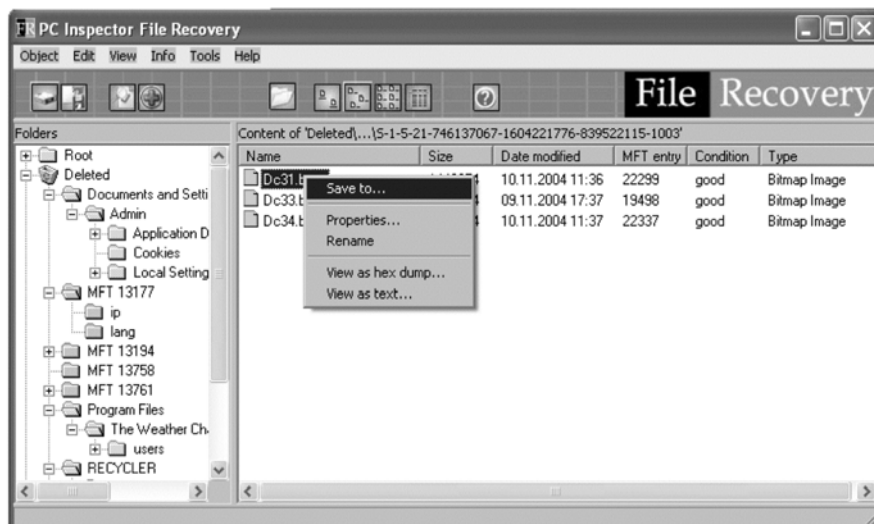 FR PC Inspector File Recovery
Object Edit View Info Tools Help
File Recovery
Folders
Content of 'Deleted\...\S-1-5-21-746137067-1604221776-839522115-1003'
Root
Deleted
Documents and Setti
Admin
Application D
Cookies
Local Setting
MFT 13177
ip
lang
MFT 13194
MFT 13758
MFT 13761
Program Files
The Weather Ch
users
RECYCLER
Name Size Date modified MFT entry Condition Type
Dc31.b 10.11.2004 11:36 22299 good Bitmap Image
Dc33.b 09.11.2004 17:37 19498 good Bitmap Image
Dc34.b 10.11.2004 11:37 22337 good Bitmap Image
Save to...
Properties...
Rename
View as hex dump...
View as text...